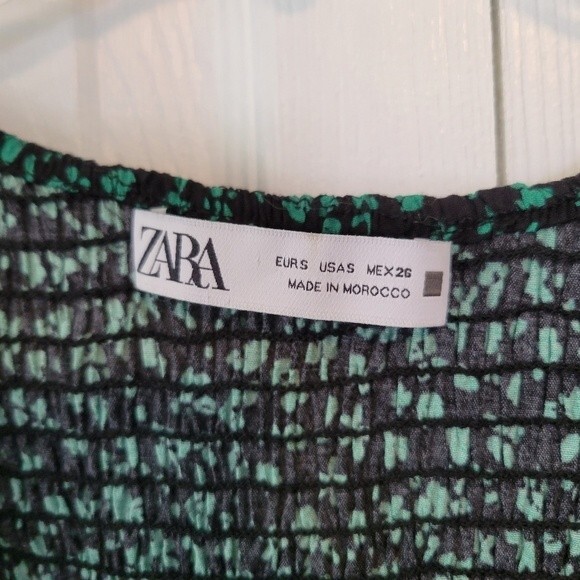 ZARA
EUR S USA S MEX 26
MADE IN MOROCCO